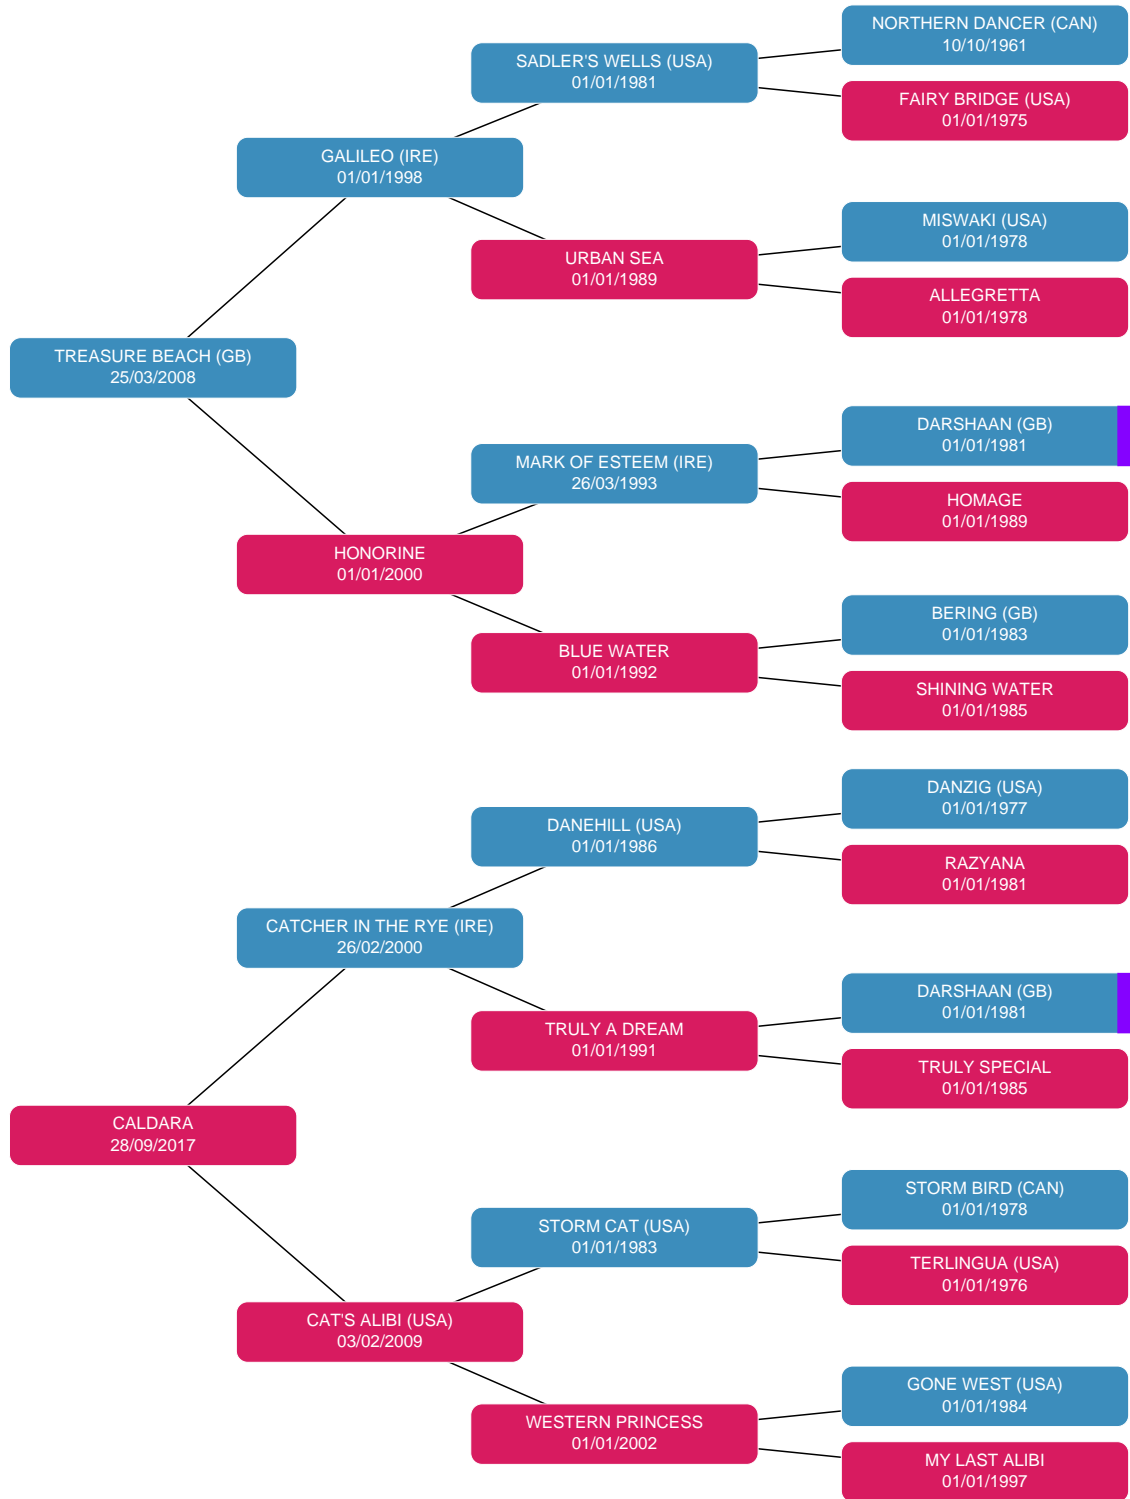 NORTHERN DANCER (CAN)
10/10/1961
SADLER'S WELLS (USA)
01/01/1981
FAIRY BRIDGE (USA)
01/01/1975
GALILEO (IRE)
01/01/1998
MISWAKI (USA)
01/01/1978
URBAN SEA
01/01/1989
ALLEGRETTA
01/01/1978
TREASURE BEACH (GB)
25/03/2008
DARSHAAN (GB)
01/01/1981
MARK OF ESTEEM (IRE)
26/03/1993
HOMAGE
01/01/1989
HONORINE
01/01/2000
BERING (GB)
01/01/1983
BLUE WATER
01/01/1992
SHINING WATER
01/01/1985
DANZIG (USA)
01/01/1977
DANEHILL (USA)
01/01/1986
RAZYANA
01/01/1981
CATCHER IN THE RYE (IRE)
26/02/2000
DARSHAAN (GB)
01/01/1981
TRULY A DREAM
01/01/1991
TRULY SPECIAL
01/01/1985
CALDARA
28/09/2017
STORM BIRD (CAN)
01/01/1978
STORM CAT (USA)
01/01/1983
TERLINGUA (USA)
01/01/1976
CAT'S ALIBI (USA)
03/02/2009
GONE WEST (USA)
01/01/1984
WESTERN PRINCESS
01/01/2002
MY LAST ALIBI
01/01/1997